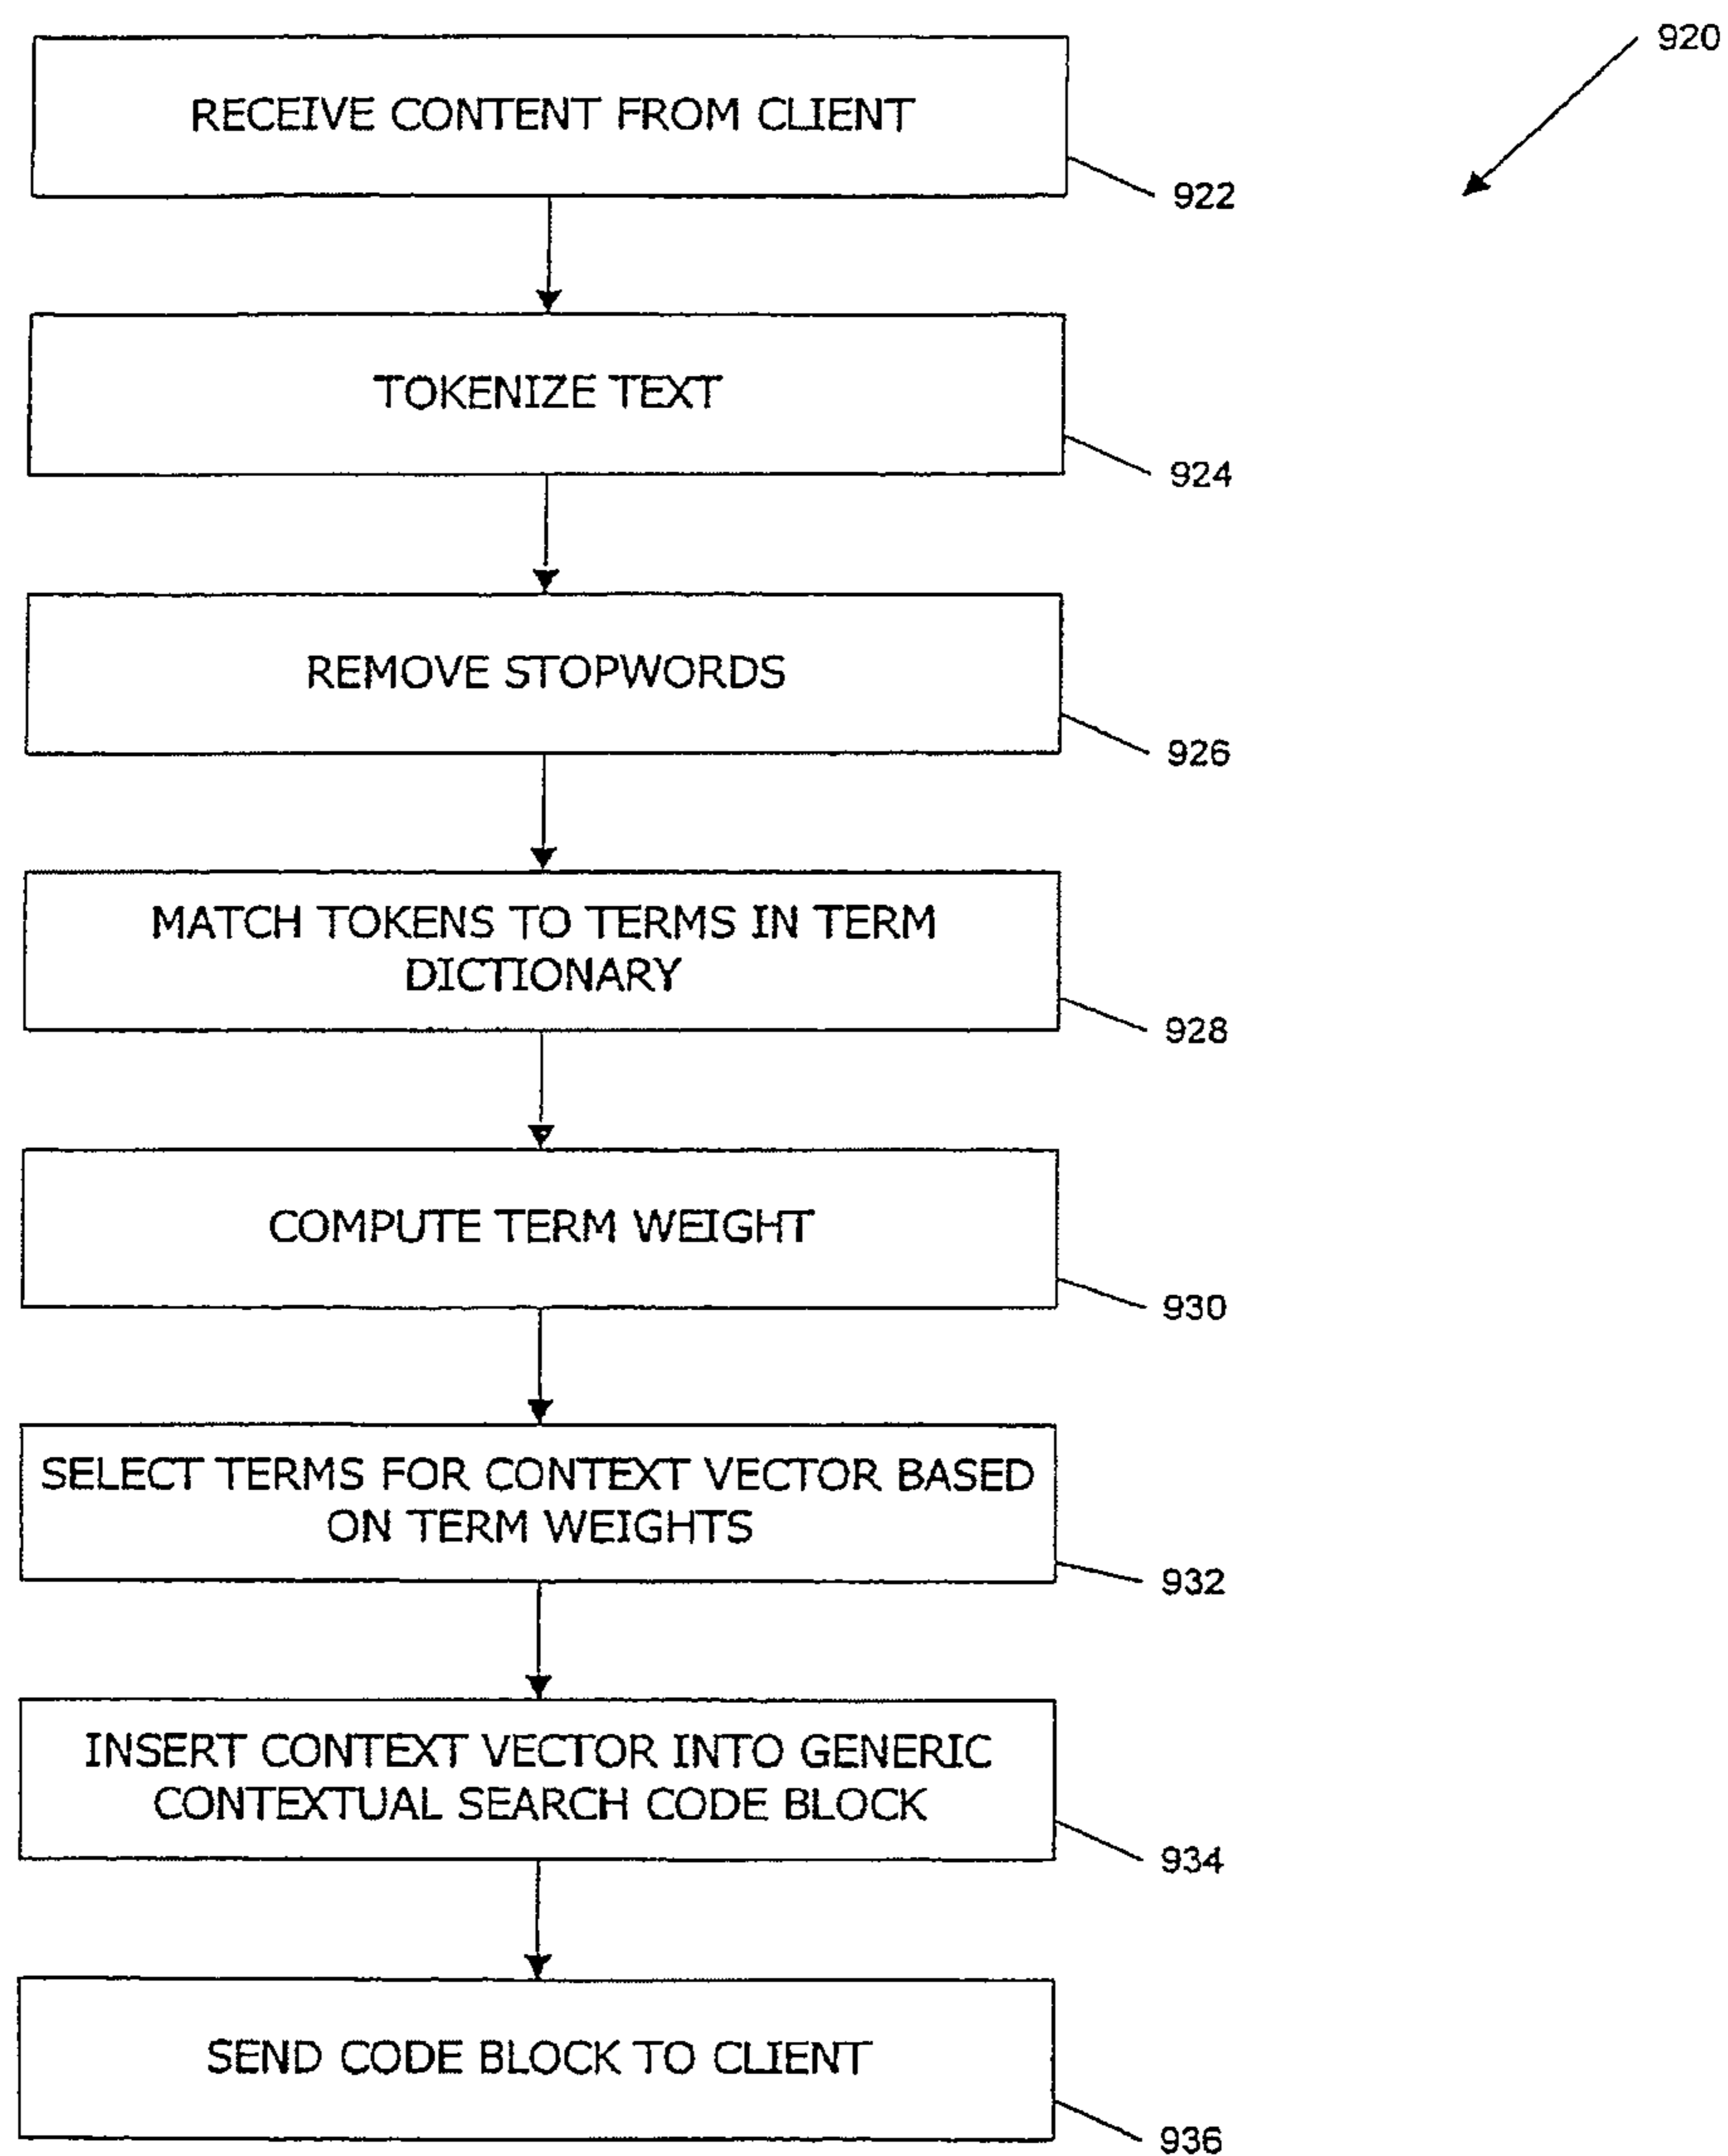 920
RECEIVE CONTENT FROM CLIENT
922
TOKENIZE TEXT
924
REMOVE STOPWORDS
926
MATCH TOKENS TO TERMS IN TERM
DICTIONARY
928
COMPUTE TERM WEIGHT
930
SELECT TERMS FOR CONTEXT VECTOR BASED
ON TERM WEIGHTS
932
INSERT CONTEXT VECTOR INTO GENERIC
CONTEXTUAL SEARCH CODE BLOCK
934
SEND CODE BLOCK TO CLIENT
936